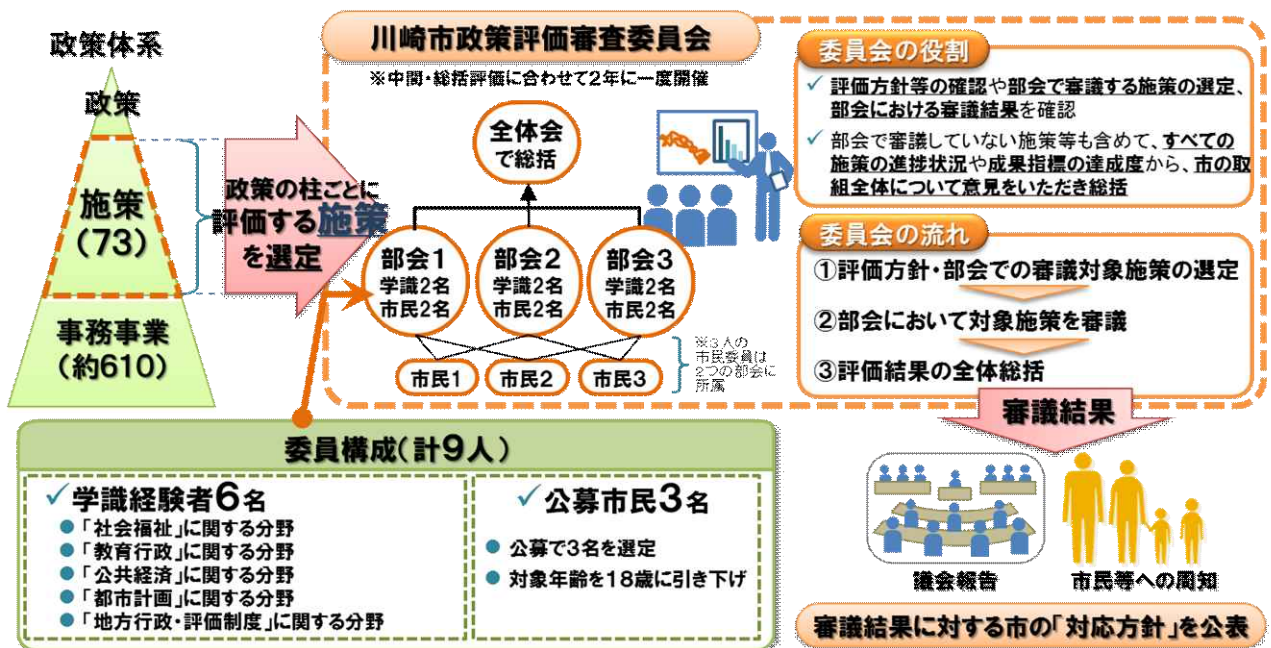 政策体系
政策
施策
(73)
事務事業
(約610)
政策の柱ごとに
評価する施策
を選定
川崎市政策評価審査委員会
※中間・総括評価に合わせて2年に一度開催
全体会
で総括
部会1
学識2名
市民2名
部会2
学識2名
市民2名
部会3
学識2名
市民2名
市民1
市民2
市民3
※3人の
市民委員は
2つの部会に
所属
委員会の役割
✓ 評価方針等の確認や部会で審議する施策の選定、
部会における審議結果を確認
✓ 部会で審議していない施策等も含めて、すべての
施策の進捗状況や成果指標の達成度から、市の取
組全体について意見をいただき総括
委員会の流れ
①評価方針・部会での審議対象施策の選定
②部会において対象施策を審議
③評価結果の全体総括
審議結果
委員構成(計9人)
✓学識経験者6名
●「社会福祉」に関する分野
●「教育行政」に関する分野
●「公共経済」に関する分野
●「都市計画」に関する分野
●「地方行政・評価制度」に関する分野
✓公募市民3名
● 公募で3名を選定
● 対象年齢を18歳に引き下げ
議会報告
市民等への周知
審議結果に対する市の「対応方針」を公表